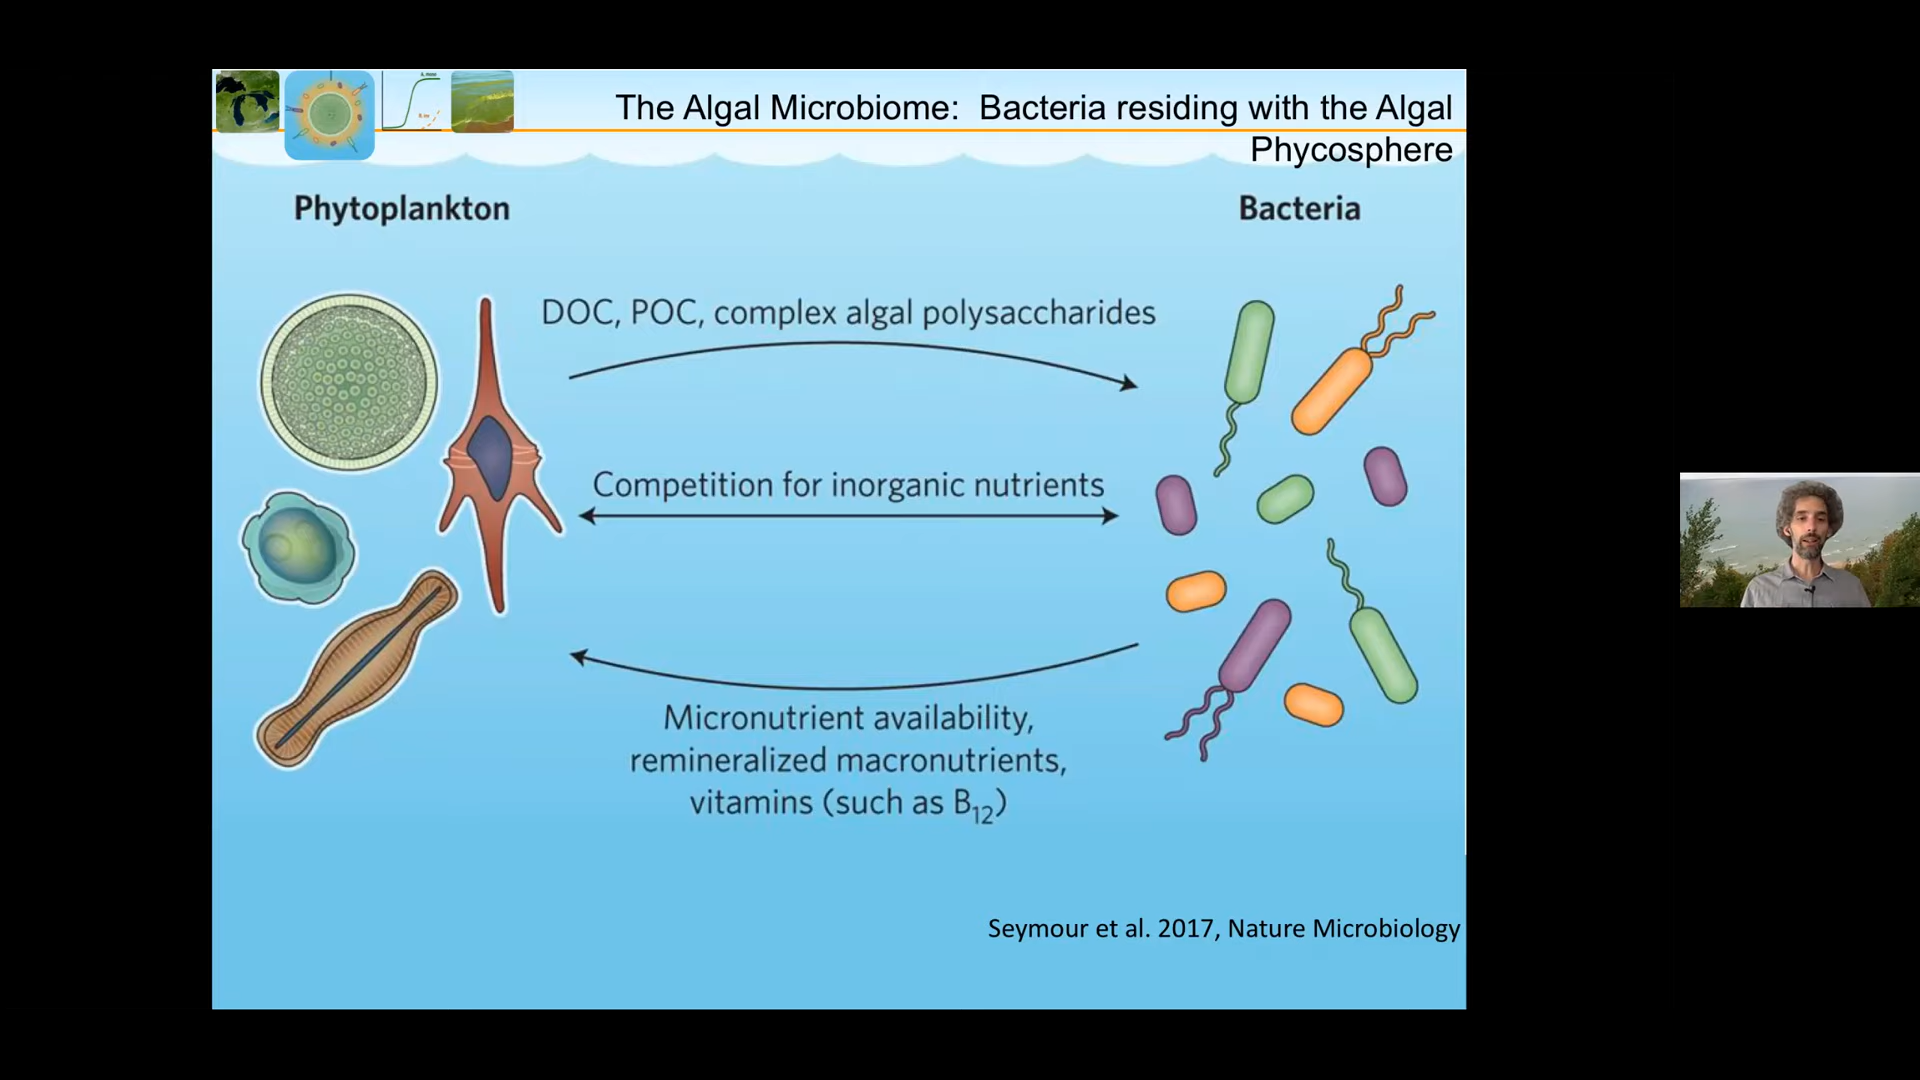 The Algal Microbiome:  Bacteria residing with the Algal
Phycosphere
Phytoplankton
Bacteria
DOC, POC, complex algal polysaccharides
Competition for inorganic nutrients
Micronutrient availability,
remineralized macronutrients,
vitamins (such as B12)
Seymour et al. 2017, Nature Microbiology